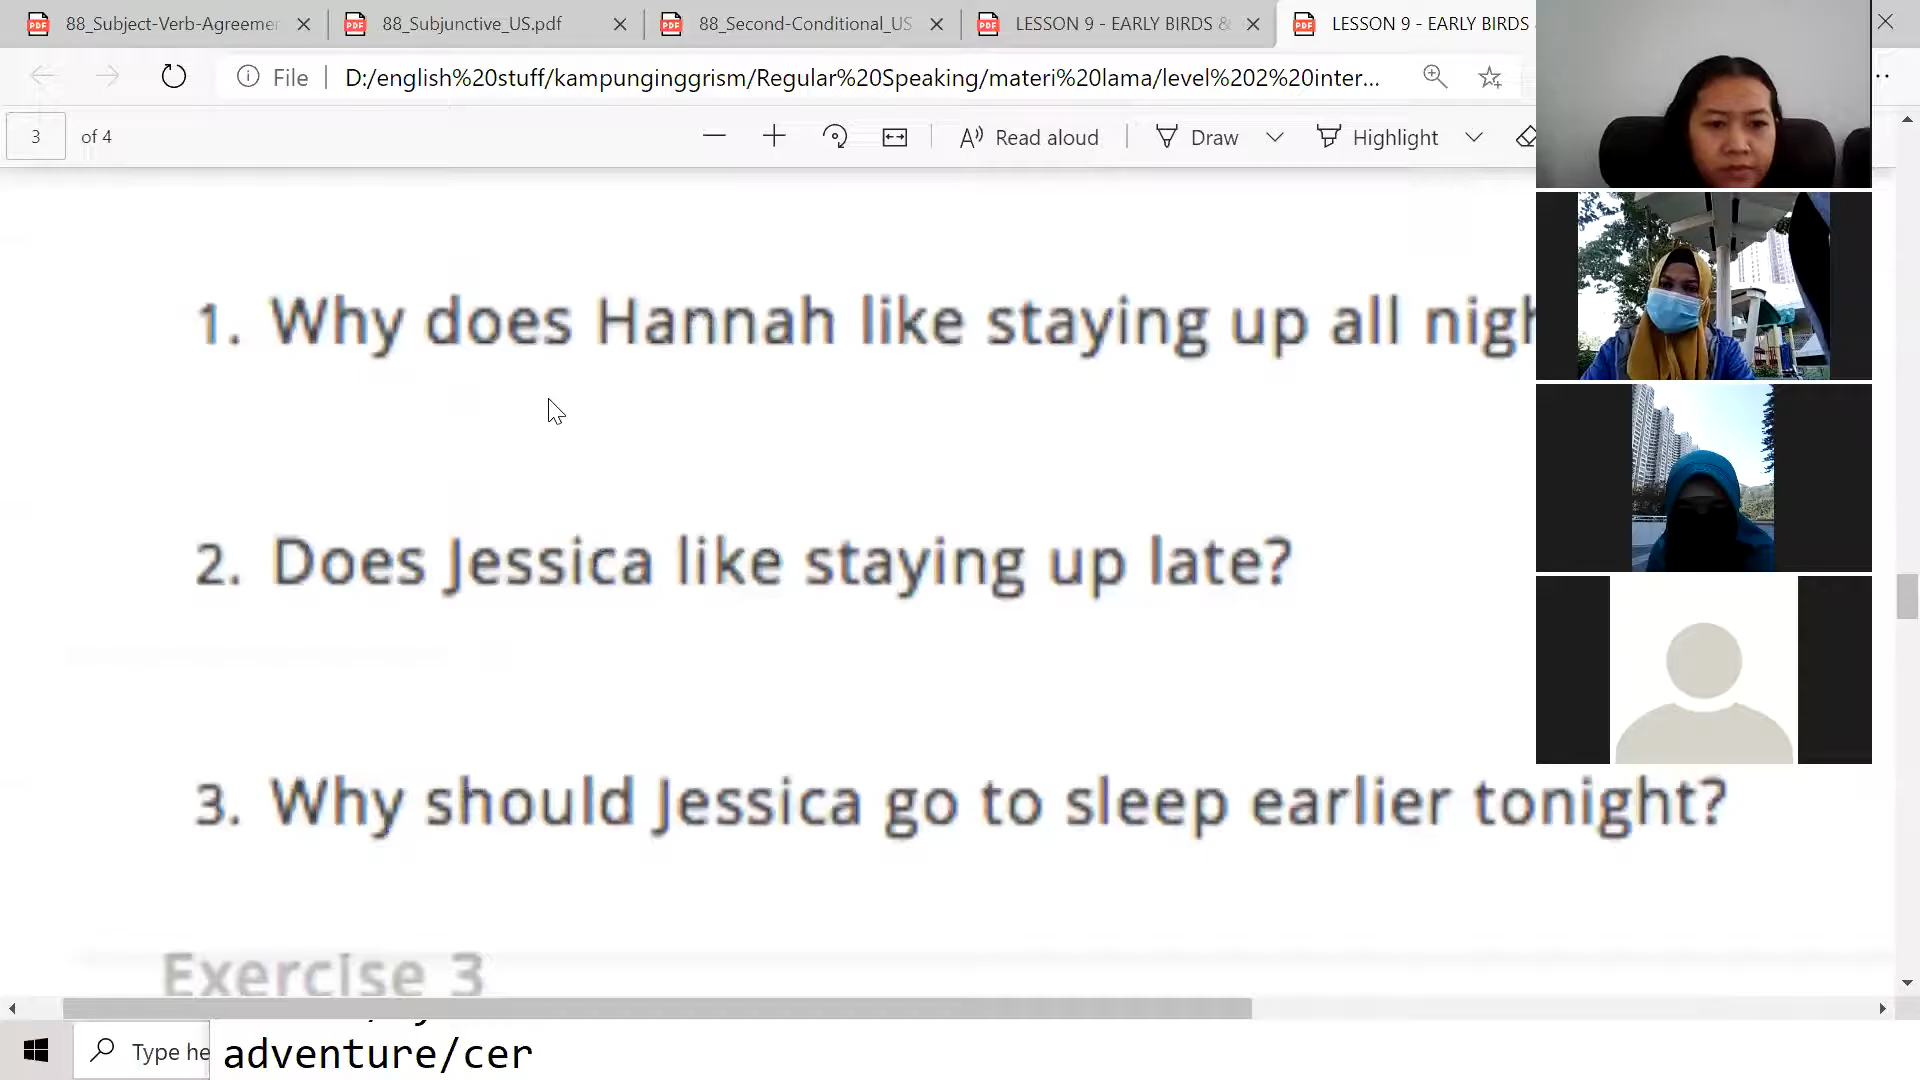 88_Subject-Verb-Agreemer
88_Subjunctive_US.pdf
88_Second-Conditional_US
LESSON 9 - EARLY BIRDS &
LESSON 9 - EARLY BIRDS
File
D:/english%20stuff/kampunginggrism/Regular%20Speaking/materi%20lama/level%202%20inter...
3 of 4
Read aloud
Draw
Highlight
1. Why does Hannah like staying up all nigh
2. Does Jessica like staying up late?
3. Why should Jessica go to sleep earlier tonight?
Exercise 3
Type he
adventure/cer